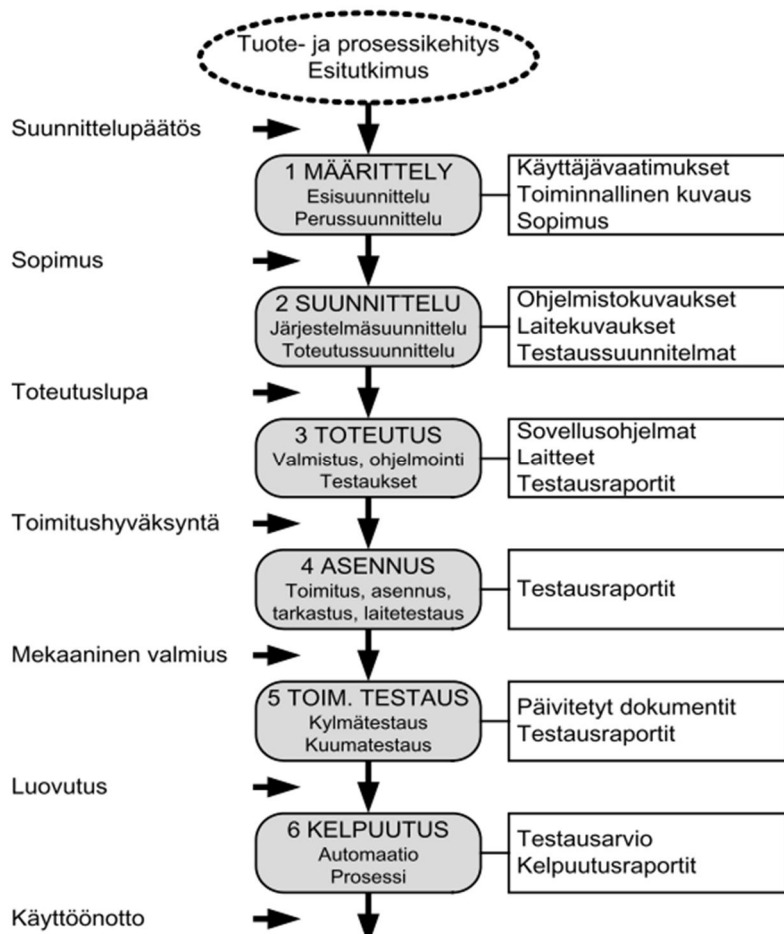 Tuote- ja prosessikehitys
Esitutkimus
Suunnittelupäätös
1 MÄÄRITTELY
Esisuunnittelu
Perussuunnittelu
Käyttäjävaatimukset
Toiminnallinen kuvaus
Sopimus
Sopimus
2 SUUNNITTELU
Järjestelmäsuunnittelu
Toteutussuunnittelu
Ohjelmistokuvaukset
Laitekuvaukset
Testaussuunnitelmat
Toteutuslupa
3 TOTEUTUS
Valmistus, ohjelmointi
Testaukset
Sovellusohjelmat
Laitteet
Testausraportit
Toimitushyväksyntä
4 ASENNUS
Toimitus, asennus,
tarkastus, laitetestaus
Testausraportit
Mekaaninen valmius
5 TOIM. TESTAUS
Kylmätestaus
Kuumatestaus
Päivitetyt dokumentit
Testausraportit
Luovutus
6 KELPUUTUS
Automaatio
Prosessi
Testausarvio
Kelpuutusraportit
Käyttöönotto